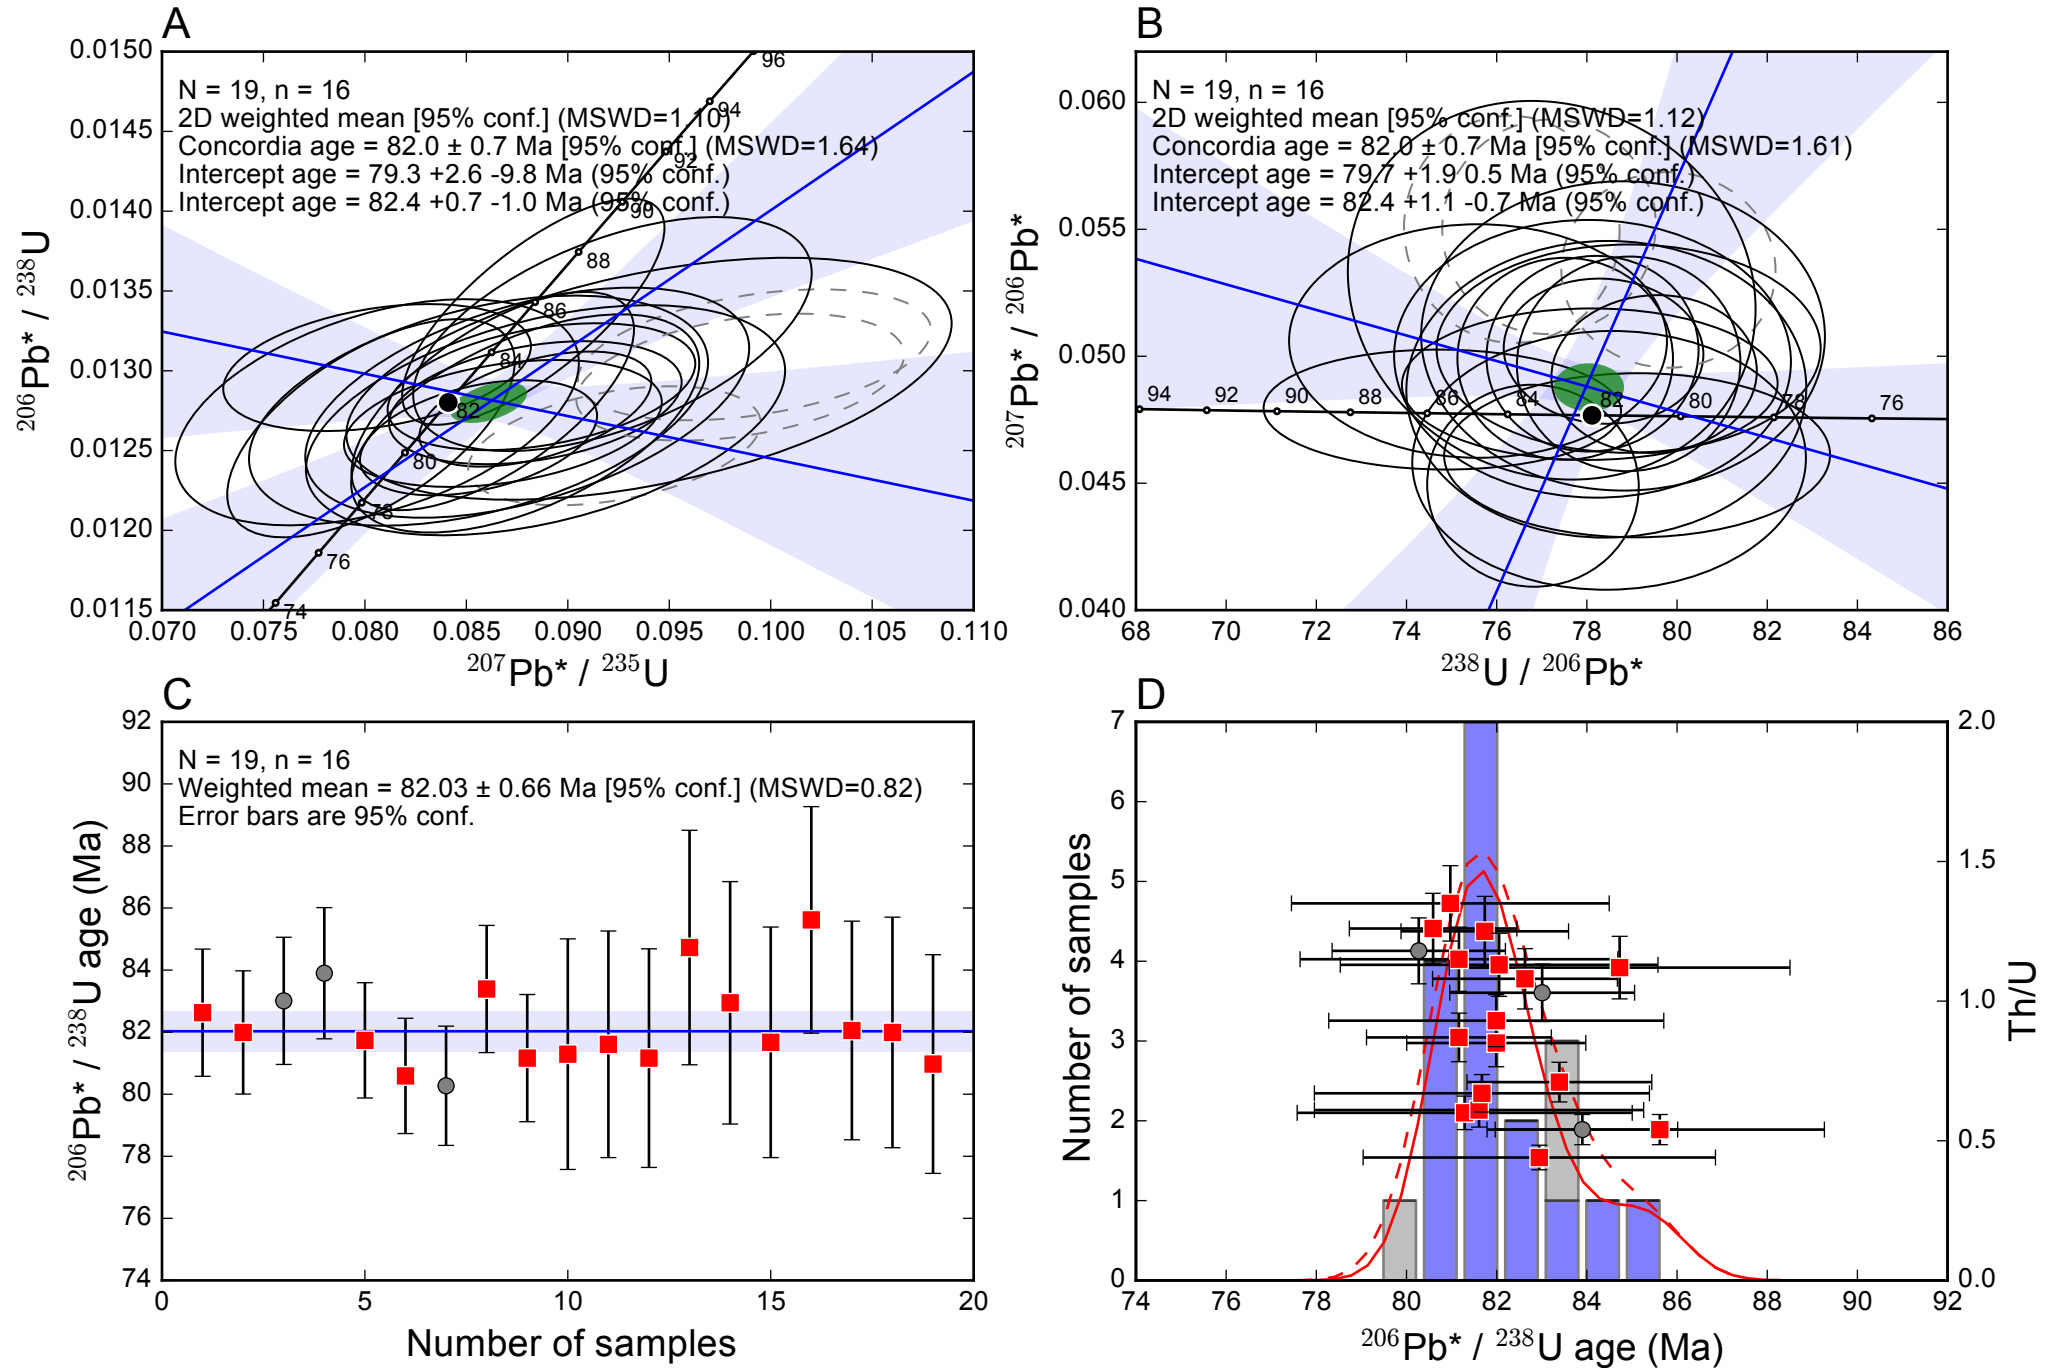 A
0.0150
0.0145
0.0140
0.0135
0.0130
0.0125
0.0120
0.0115
206Pb* / 238U
N = 19, n = 16
2D weighted mean [95% conf.] (MSWD=1.10)
Concordia age = 82.0 ± 0.7 Ma [95% conf.] (MSWD=1.64)
Intercept age = 79.3 +2.6 -9.8 Ma (95% conf.)
Intercept age = 82.4 +0.7 -1.0 Ma (95% conf.)
96
94
92
90
88
86
84
82
80
78
76
74
0.070 0.075 0.080 0.085 0.090 0.095 0.100 0.105 0.110
207Pb* / 235U
B
0.060
0.055
0.050
0.045
0.040
207Pb* / 206Pb*
N = 19, n = 16
2D weighted mean [95% conf.] (MSWD=1.12)
Concordia age = 82.0 ± 0.7 Ma [95% conf.] (MSWD=1.61)
Intercept age = 79.7 +1.9 0.5 Ma (95% conf.)
Intercept age = 82.4 +1.1 -0.7 Ma (95% conf.)
94 92 90 88 86 84 82 80 78 76
68 70 72 74 76 78 80 82 84 86
238U / 206Pb*
C
92
90
88
86
84
82
80
78
76
74
206Pb* / 238U age (Ma)
N = 19, n = 16
Weighted mean = 82.03 ± 0.66 Ma [95% conf.] (MSWD=0.82)
Error bars are 95% conf.
0 5 10 15 20
Number of samples
D
7
6
5
4
3
2
1
0
Number of samples
2.0
1.5
1.0
0.5
0.0
Th/U
74 76 78 80 82 84 86 88 90 92
206Pb* / 238U age (Ma)